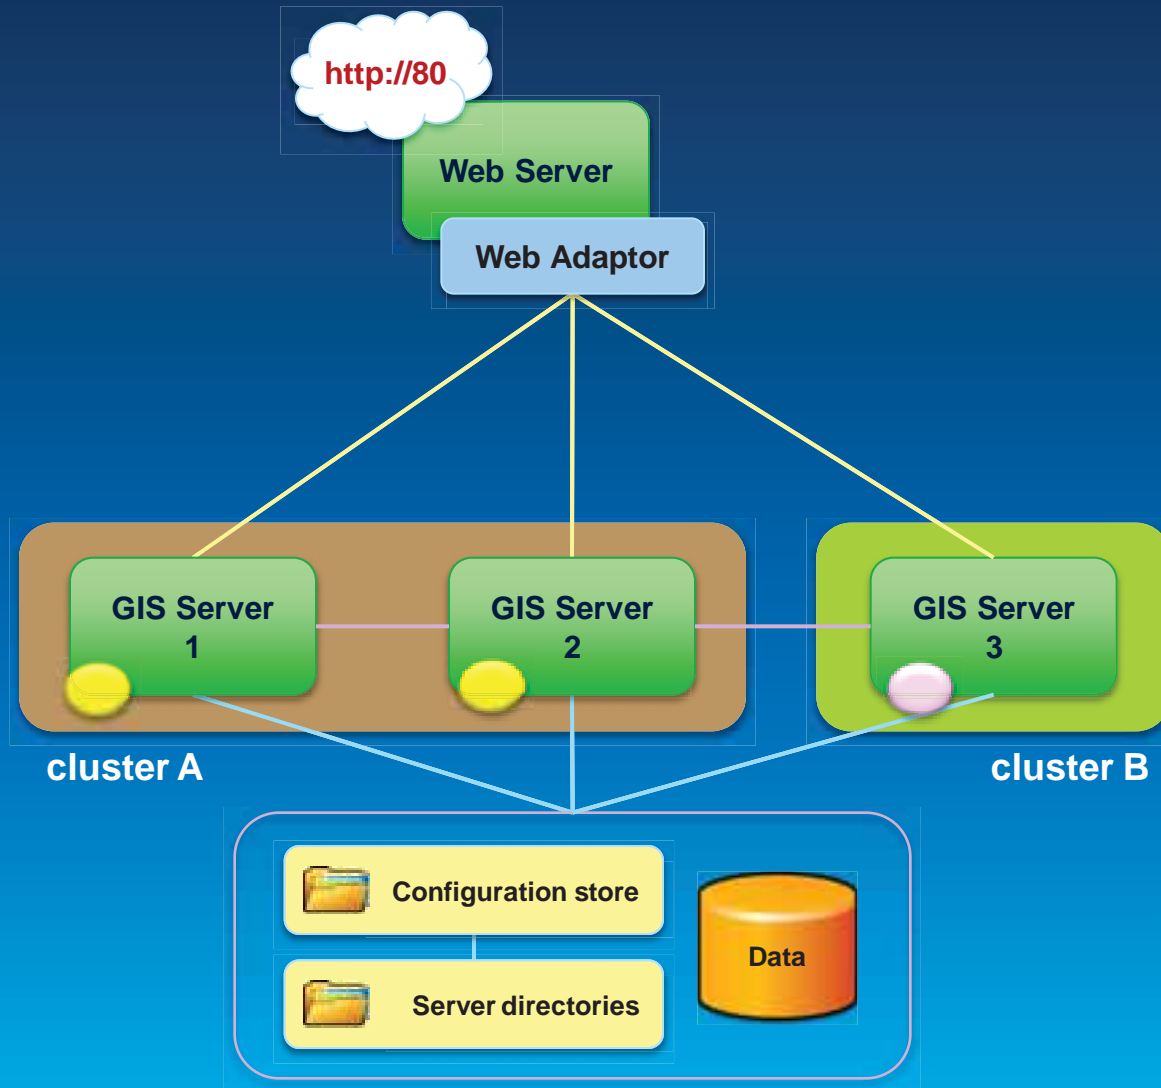 http://80
Web Server
Web Adaptor
GIS Server
1
GIS Server
2
GIS Server
3
cluster A
cluster B
Configuration store
Data
Server directories